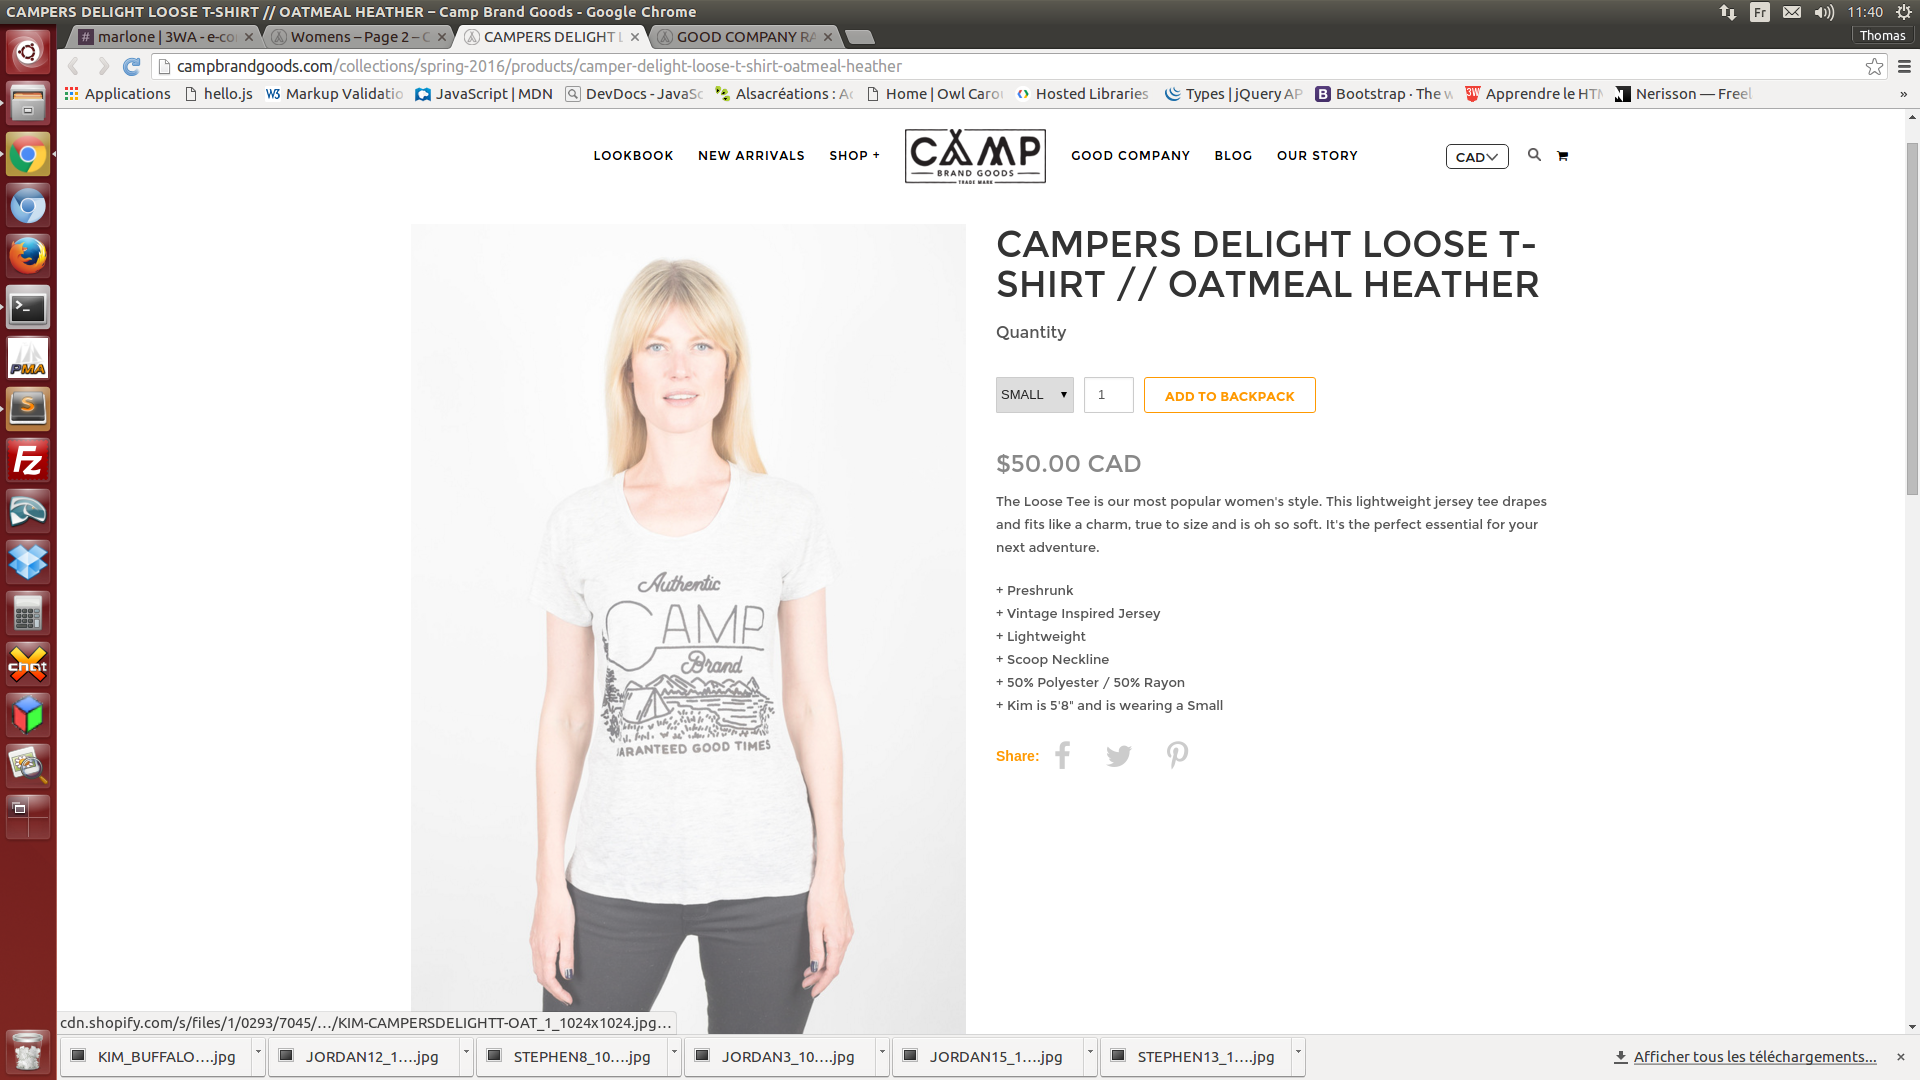 CAMPERS DELIGHT LOOSE T-SHIRT // OATMEAL HEATHER – Camp Brand Goods - Google Chrome
Fr
11:40
marlone | 3WA - e-co
Womens – Page 2 – C
CAMPERS DELIGHT L
GOOD COMPANY RA
Thomas
campbrandgoods.com/collections/spring-2016/products/camper-delight-loose-t-shirt-oatmeal-heather
Applications
hello.js
Markup Validatio
JavaScript | MDN
DevDocs - JavaSc
Alsacréations : Ac
Home | Owl Carou
Hosted Libraries
Types | jQuery AP
Bootstrap · The w
Apprendre le HTM
Nerisson — Freel
»
LOOKBOOK
NEW ARRIVALS
SHOP +
CAMP
BRAND GOODS
TRADE MARK
GOOD COMPANY
BLOG
OUR STORY
CAD
CAMPERS DELIGHT LOOSE T-
SHIRT // OATMEAL HEATHER
Quantity
SMALL
1
ADD TO BACKPACK
$50.00 CAD
The Loose Tee is our most popular women's style. This lightweight jersey tee drapes
and fits like a charm, true to size and is oh so soft. It's the perfect essential for your
next adventure.
+ Preshrunk
+ Vintage Inspired Jersey
+ Lightweight
+ Scoop Neckline
+ 50% Polyester / 50% Rayon
+ Kim is 5'8" and is wearing a Small
Share:
Authentic
CAMP
Brand
ARANTEED GOOD TIMES
PMA
S
Fz
X
chat
cdn.shopify.com/s/files/1/0293/7045/…/KIM-CAMPERSDELIGHTT-OAT_1_1024x1024.jpg…
KIM_BUFFALO….jpg
JORDAN12_1….jpg
STEPHEN8_10….jpg
JORDAN3_10….jpg
JORDAN15_1….jpg
STEPHEN13_1….jpg
Afficher tous les téléchargements...